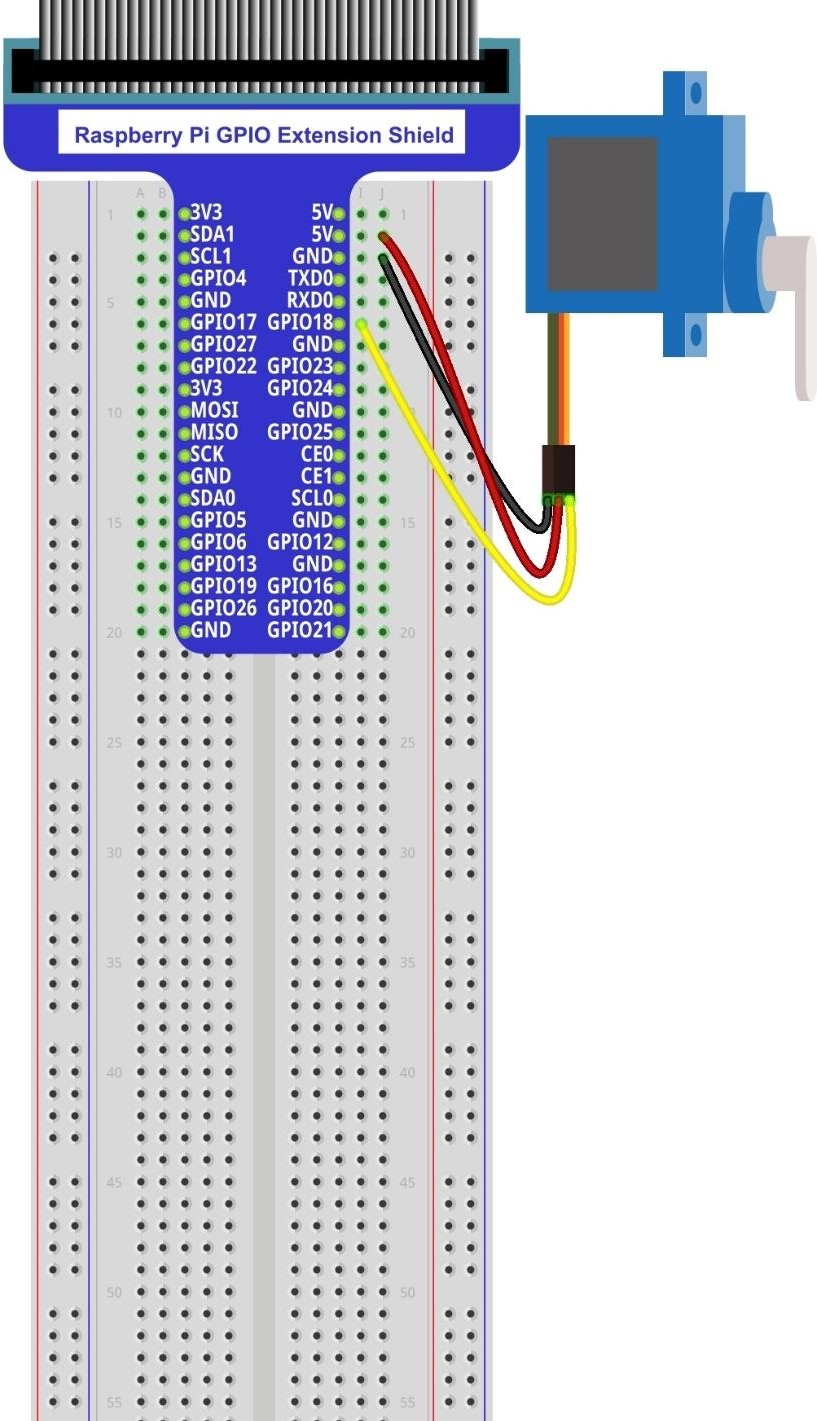 Raspberry Pi GPIO Extension Shield
A B I J
1 3V3 5V 1
SDA1 5V
SCL1 GND
GPIO4 TXD0
5 GND RXD0
GPIO17 GPIO18
GPIO27 GND
GPIO22 GPIO23
3V3 GPIO24
10 MOSI GND
MISO GPIO25
SCK CE0
GND CE1
SDA0 SCL0
15 GPIO5 GND 15
GPIO6 GPIO12
GPIO13 GND
GPIO19 GPIO16
GPIO26 GPIO20
20 GND GPIO21 20
25 25
30 30
35 35
40 40
45 45
50 50
55 55